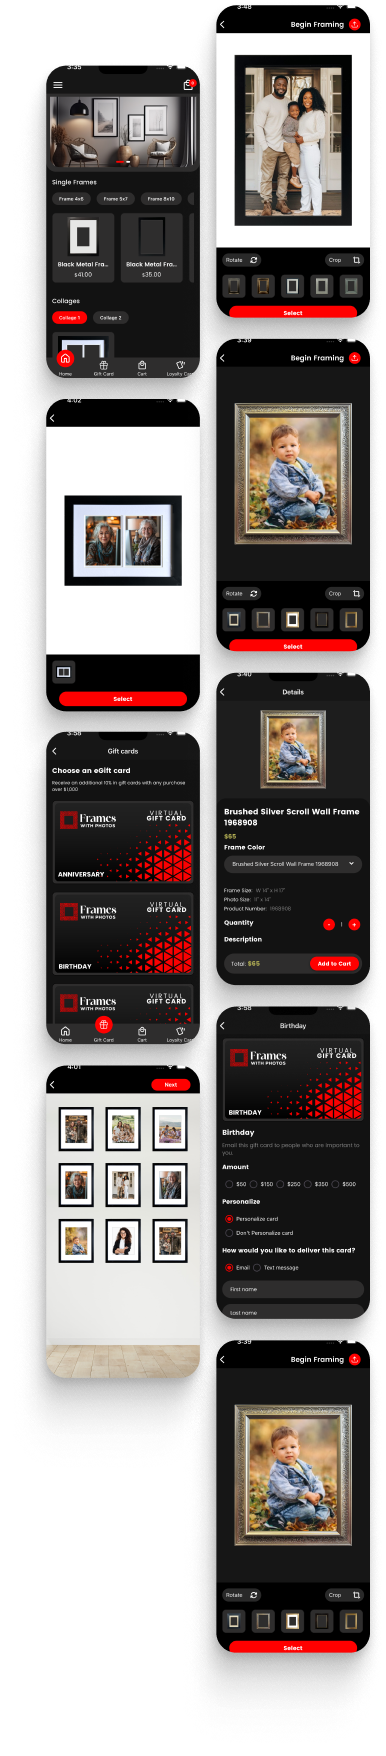 3:35
Single Frames
Frame 4x6
Frame 5x7
Frame 8x10
Black Metal Fra...
$41.00
Black Metal Fra...
$35.00
Collages
Collage 1
Collage 2
Home
Gift Card
Cart
Loyalty Car
4:02
Select
3:58
Gift cards
Choose an eGift card
Receive an additional 10% in gift cards with any purchase
over $1,000
Frames
WITH PHOTOS
VIRTUAL
GIFT CARD
ANNIVERSARY
Frames
WITH PHOTOS
VIRTUAL
GIFT CARD
BIRTHDAY
Frames
WITH PHOTOS
VIRTUAL
GIFT CARD
Home
Gift Card
Cart
Loyalty Car
4:01
Next
3:48
Begin Framing
Rotate
Crop
Select
3:39
Begin Framing
Rotate
Crop
Select
3:40
Details
Brushed Silver Scroll Wall Frame
1968908
$65
Frame Color
Brushed Silver Scroll Wall Frame 1968908
Frame Size: W 14" x H 17"
Photo Size: 11" x 14"
Product Number: 1968908
Quantity
- 1 +
Description
Total: $65
Add to Cart
3:58
Birthday
Frames
WITH PHOTOS
VIRTUAL
GIFT CARD
BIRTHDAY
Birthday
Email this gift card to people who are important to
you.
Amount
$50
$150
$250
$350
$500
Personalize
Personalize card
Don't Personalize card
How would you like to deliver this card?
Email
Text message
First name
Last name
3:39
Begin Framing
Rotate
Crop
Select